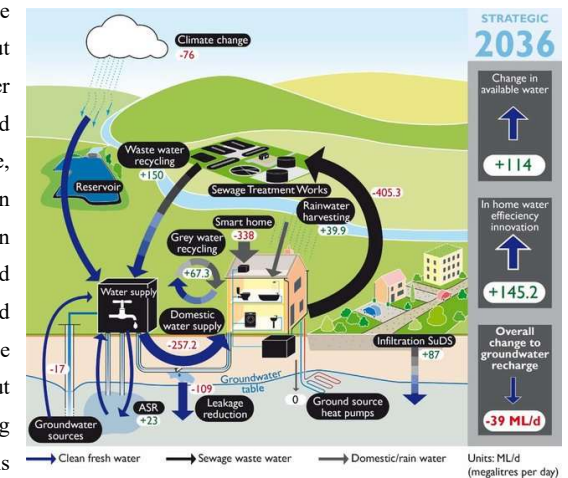 STRATEGIC
2036
Climate change
-76
Change in
available water
+114
Waste water
recycling
+150
Reservoir
Sewage Treatment Works
-405.3
Rainwater
harvesting
+39.9
Smart home
-338
In home water
effieciency
innovation
+145.2
Grey water
recycling
+67.3
Water supply
Domestic
water supply
-257.2
Infiltration SuDS
+87
Overall
change to
groundwater
recharge
-39 ML/d
-17
Groundwater
table
-109
Leakage
reduction
0
Ground source
heat pumps
ASR
+23
Groundwater
sources
Clean fresh water
Sewage waste water
Domestic/rain water
Units: ML/d
(megalitres per day)